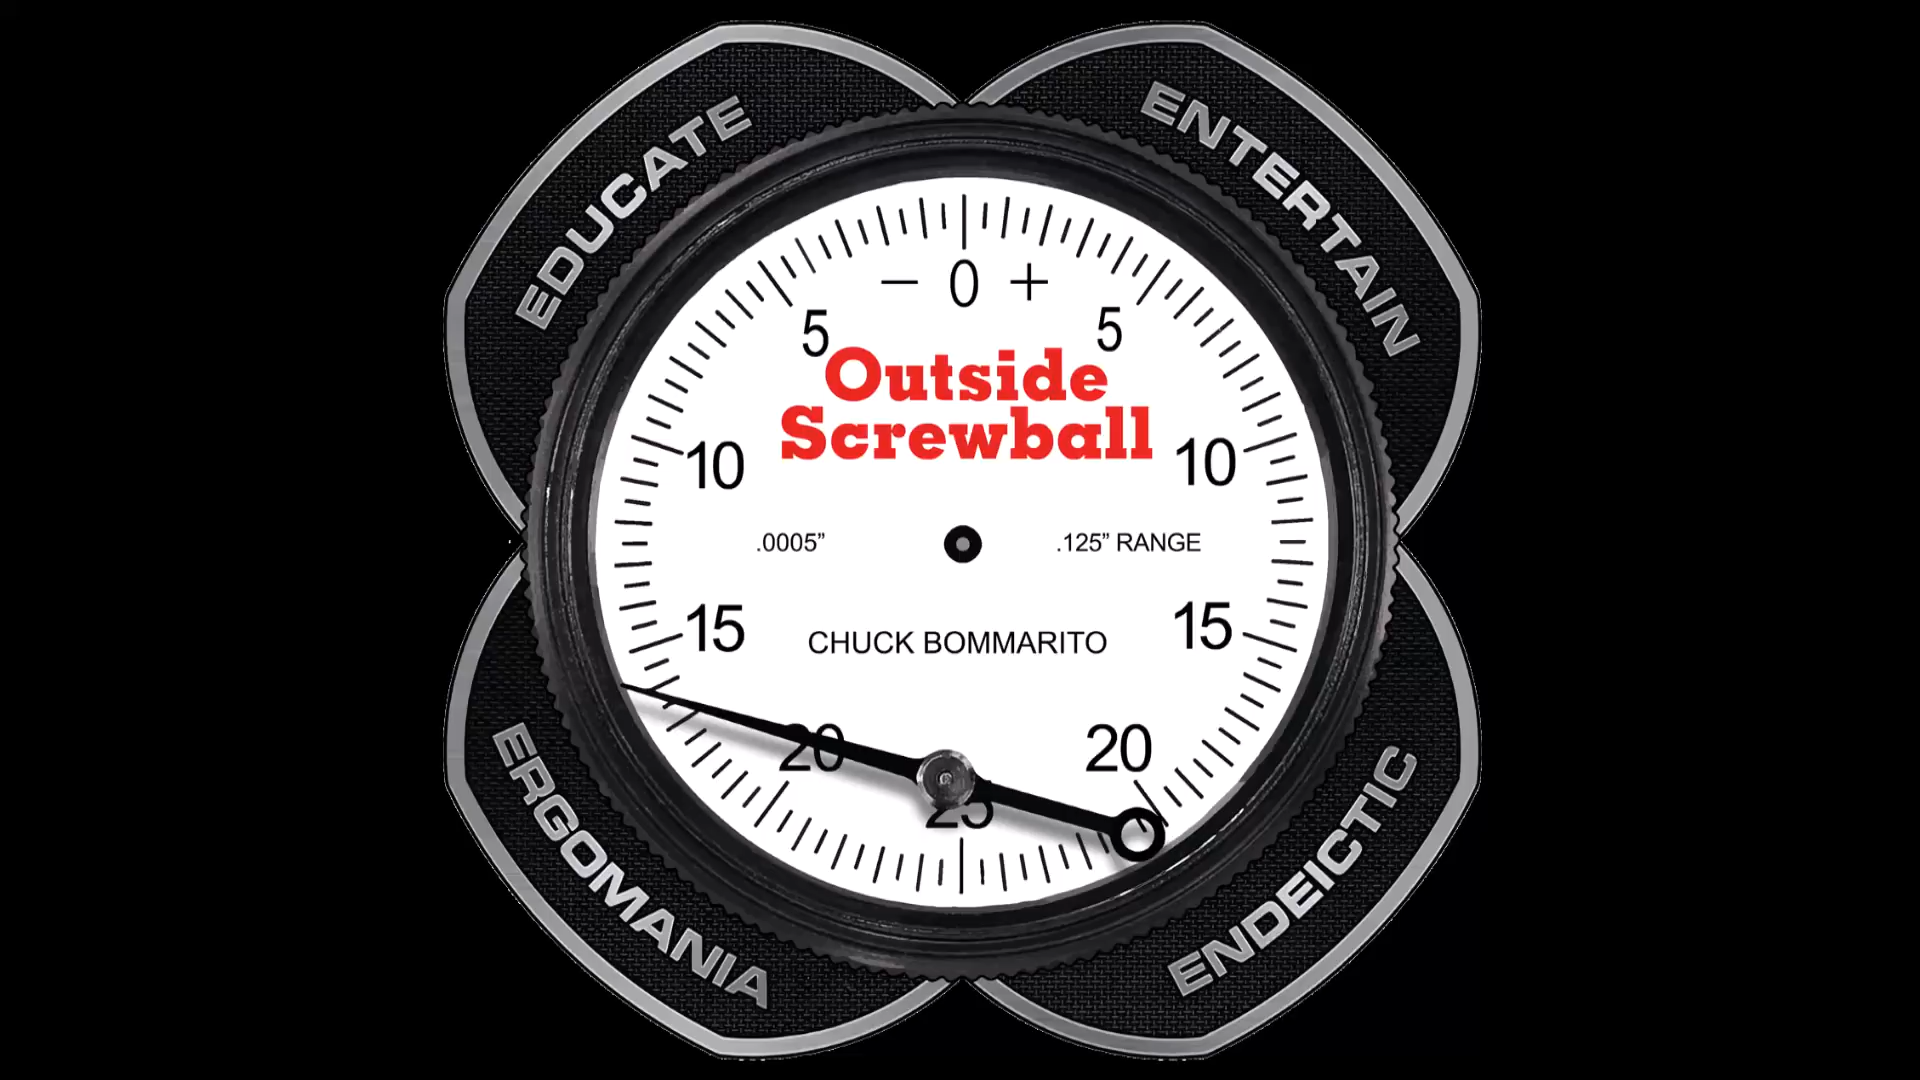 EDUCATE
ENTERTAIN
− 0 +
5 5
Outside
Screwball
10 10
.0005” .125” RANGE
15 15
CHUCK BOMMARITO
20 20
25
ERGOMANIA
ENDEICTIC